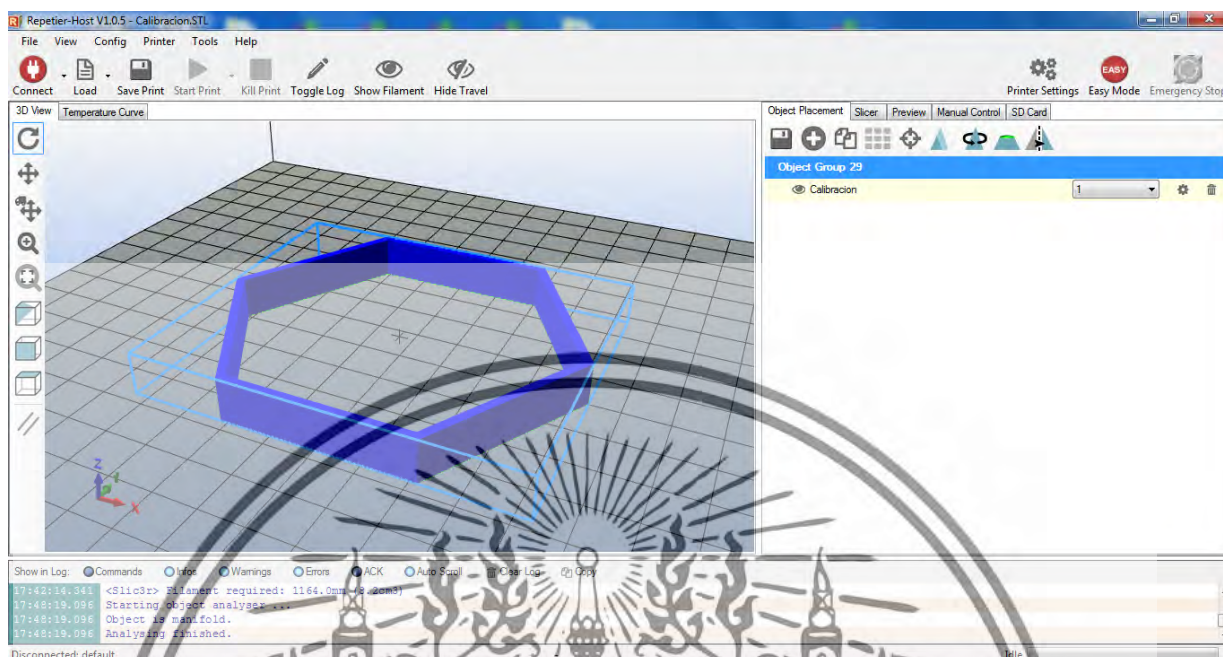 Repetier-Host V1.0.5 - Calibracion.STL
File View Config Printer Tools Help
Connect Load Save Print Start Print Kill Print Toggle Log Show Filament Hide Travel Printer Settings Easy Mode Emergency Stop
EASY
3D View Temperature Curve
Object Placement Slicer Preview Manual Control SD Card
Object Group 29
Calibracion 1
Z
Y
X
Show in Log: Commands Infos Warnings Errors ACK Auto Scroll Clear Log Copy
17:42:14.341 <Slic3r> Filament required: 1164.0mm
17:48:19.096 Starting object analyser ...
17:48:19.096 Object is manifold.
17:48:19.096 Analysing finished.
Disconnected: default Idle